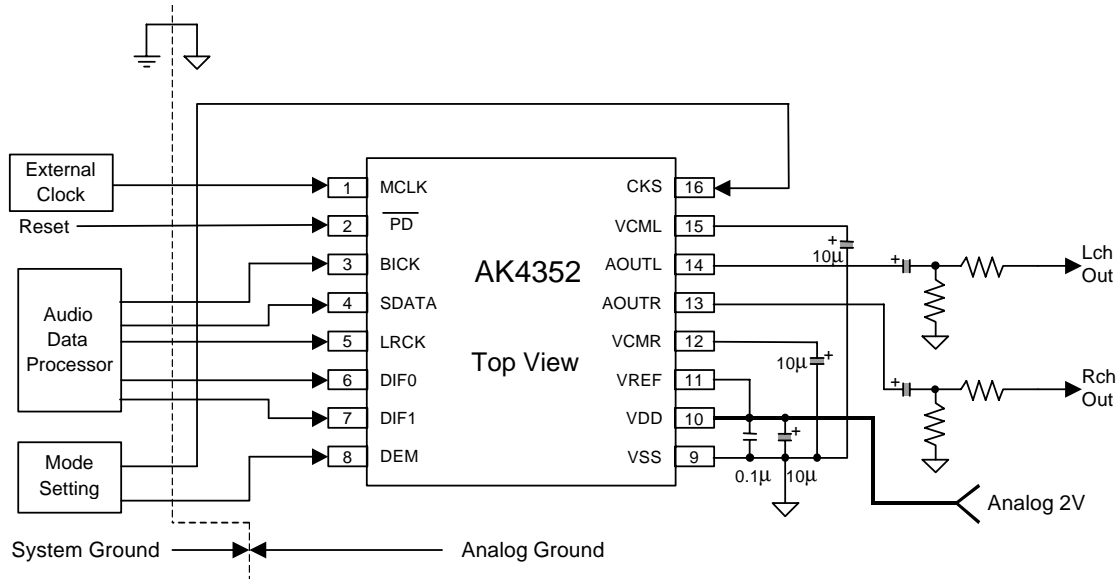 External
Clock
Reset
Audio
Data
Processor
Mode
Setting
System Ground
Analog Ground
AK4352
Top View
1 MCLK
2 PD
3 BICK
4 SDATA
5 LRCK
6 DIF0
7 DIF1
8 DEM
CKS 16
VCML 15
AOUTL 14
AOUTR 13
VCMR 12
VREF 11
VDD 10
VSS 9
+
10μ
+
10μ
+
0.1μ
10μ
+
Lch
Out
+
Rch
Out
Analog 2V